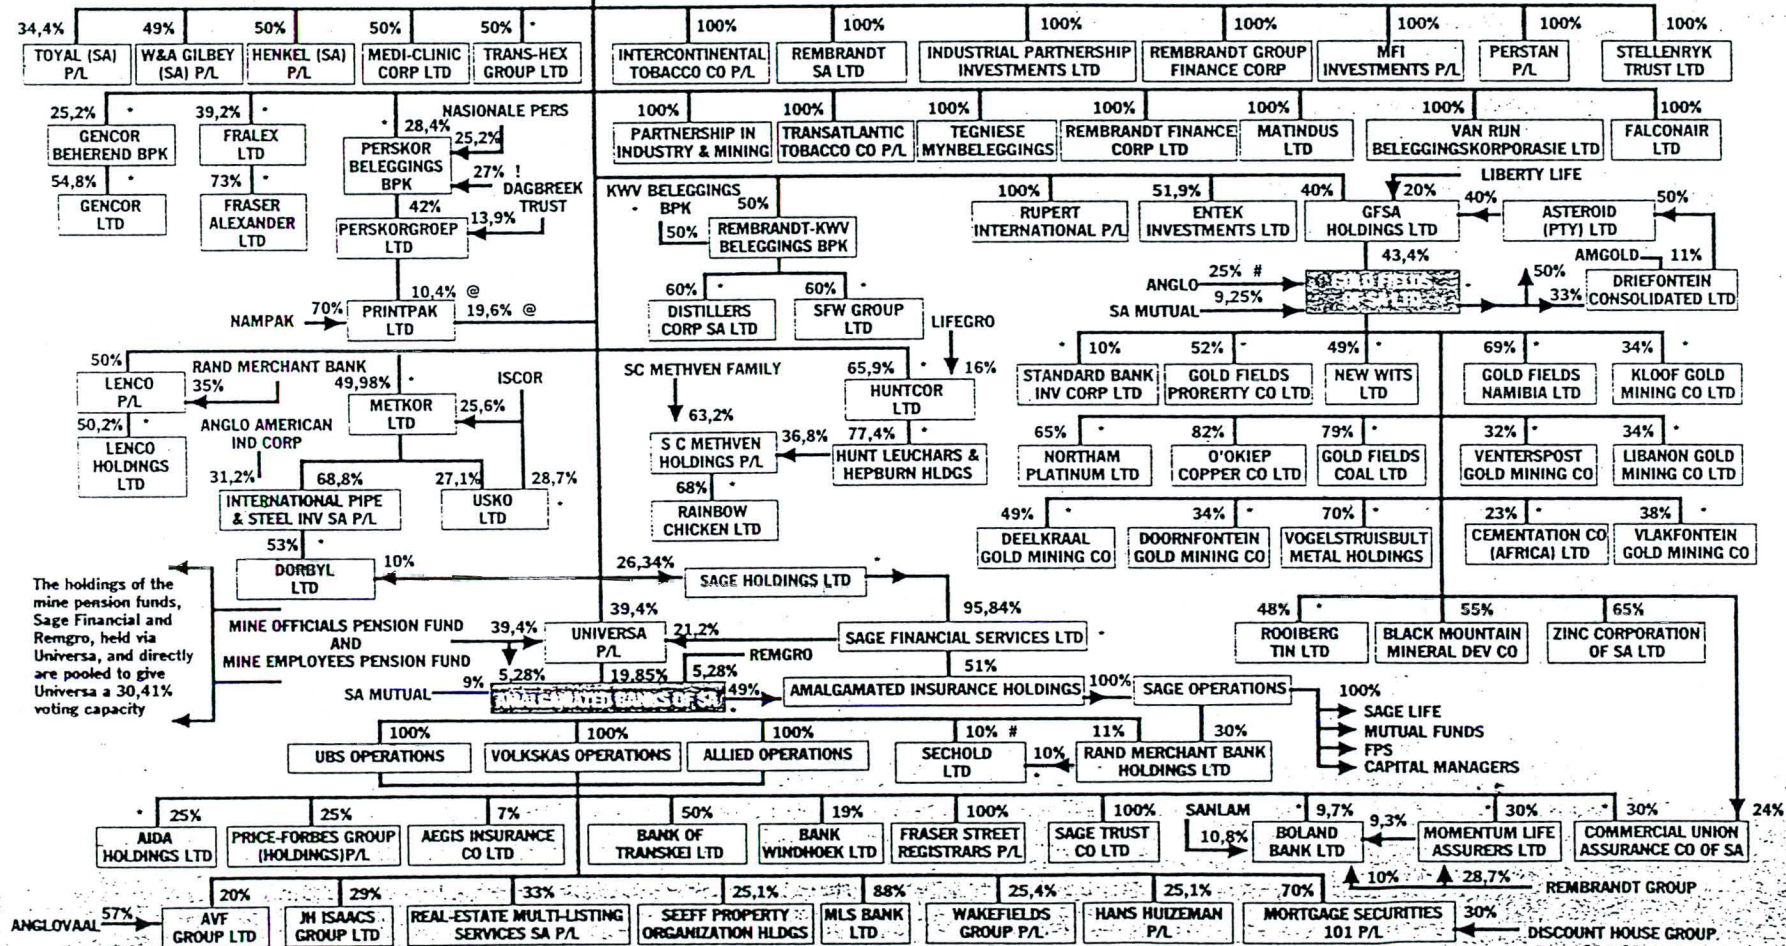 34,4% 49% 50% 50% 50% * 100% 100% 100% 100% 100% 100% 100%
TOYAL (SA) P/L
W&A GILBEY (SA) P/L
HENKEL (SA) P/L
MEDI-CLINIC CORP LTD
TRANS-HEX GROUP LTD
INTERCONTINENTAL TOBACCO CO P/L
REMBRANDT SA LTD
INDUSTRIAL PARTNERSHIP INVESTMENTS LTD
REMBRANDT GROUP FINANCE CORP
MFI INVESTMENTS P/L
PERSTAN P/L
STELLENRYK TRUST LTD
25,2% *
GENCOR BEHEREND BPK
54,8% *
GENCOR LTD
39,2% *
FRALEX LTD
73% *
FRASER ALEXANDER LTD
* 28,4%
NASIONALE PERS
25,2%
PERSKOR BELEGGINGS BPK
27% !
DAGBREEK TRUST
42%
13,9%
PERSKORGROEP LTD
10,4% @
NAMPAK 70%
PRINTPAK LTD
19,6% @
100% 100% 100% 100% 100% 100% 100%
PARTNERSHIP IN INDUSTRY & MINING
TRANSATLANTIC TOBACCO CO P/L
TEGNIESE MYNBELEGGINGS
REMBRANDT FINANCE CORP LTD
MATINDUS LTD
VAN RIJN BELEGGINGSKORPORASIE LTD
FALCONAIR LTD
KWV BELEGGINGS BPK
* 50%
50%
REMBRANDT-KWV BELEGGINGS BPK
60% *
DISTILLERS CORP SA LTD
60% *
SFW GROUP LTD
100%
RUPERT INTERNATIONAL P/L
51,9%
ENTEK INVESTMENTS LTD
40%
LIBERTY LIFE
20%
GFSA HOLDINGS LTD
40%
ASTEROID (PTY) LTD
50%
43,4%
AMGOLD 11%
ANGLO 25% #
SA MUTUAL 9,25%
GOLD FIELDS OF SA LTD
*
50%
33%
DRIEFONTEIN CONSOLIDATED LTD
50%
LENCO P/L
RAND MERCHANT BANK
35%
50,2% *
LENCO HOLDINGS LTD
49,98% *
METKOR LTD
ISCOR
25,6%
ANGLO AMERICAN IND CORP
31,2%
68,8%
INTERNATIONAL PIPE & STEEL INV SA P/L
27,1%
28,7%
USKO LTD
*
53% *
DORBYL LTD
10%
LIFEGRO
16%
65,9% *
HUNTCOR LTD
77,4% *
HUNT LEUCHARS & HEPBURN HLDGS
SC METHVEN FAMILY
63,2%
S C METHVEN HOLDINGS P/L
36,8%
68% *
RAINBOW CHICKEN LTD
* 10%
STANDARD BANK INV CORP LTD
52% *
GOLD FIELDS PRORERTY CO LTD
49% *
NEW WITS LTD
69% *
GOLD FIELDS NAMIBIA LTD
34% *
KLOOF GOLD MINING CO LTD
65% *
NORTHAM PLATINUM LTD
82% *
O'OKIEP COPPER CO LTD
79% *
GOLD FIELDS COAL LTD
32% *
VENTERSPOST GOLD MINING CO
34% *
LIBANON GOLD MINING CO LTD
49% *
DEELKRAAL GOLD MINING CO
34% *
DOORNFONTEIN GOLD MINING CO
70% *
VOGELSTRUISBULT METAL HOLDINGS
23% *
CEMENTATION CO (AFRICA) LTD
38% *
VLAKFONTEIN GOLD MINING CO
48% *
ROOIBERG TIN LTD
55%
BLACK MOUNTAIN MINERAL DEV CO
65%
ZINC CORPORATION OF SA LTD
The holdings of the
mine pension funds,
Sage Financial and
Remgro, held via
Universa, and directly
are pooled to give
Universa a 30,41%
voting capacity
26,34%
SAGE HOLDINGS LTD
*
MINE OFFICIALS PENSION FUND
AND
MINE EMPLOYEES PENSION FUND
39,4%
39,4%
UNIVERSA P/L
21,2%
95,84%
SAGE FINANCIAL SERVICES LTD
*
REMGRO
5,28% 19,85% 5,28%
SA MUTUAL 9%
AMALGAMATED BANKS OF SA
*
49%
51%
AMALGAMATED INSURANCE HOLDINGS
100%
SAGE OPERATIONS
100%
SAGE LIFE
MUTUAL FUNDS
FPS
CAPITAL MANAGERS
100%
UBS OPERATIONS
100%
VOLKSKAS OPERATIONS
100%
ALLIED OPERATIONS
10% #
SECHOLD LTD
10%
*
11%
30%
RAND MERCHANT BANK HOLDINGS LTD
* 25%
AIDA HOLDINGS LTD
25%
PRICE-FORBES GROUP (HOLDINGS)P/L
7%
AEGIS INSURANCE CO LTD
50%
BANK OF TRANSKEI LTD
19%
BANK WINDHOEK LTD
100%
FRASER STREET REGISTRARS P/L
100%
SAGE TRUST CO LTD
SANLAM
10,8%
* 9,7%
BOLAND BANK LTD
9,3%
* 30%
MOMENTUM LIFE ASSURERS LTD
* 30%
COMMERCIAL UNION ASSURANCE CO OF SA
24%
10%
28,7%
REMBRANDT GROUP
ANGLOVAAL 57%
20%
AVF GROUP LTD
29%
JH ISAACS GROUP LTD
33%
REAL-ESTATE MULTI-LISTING SERVICES SA P/L
25,1%
SEEFF PROPERTY ORGANIZATION HLDGS
88%
MLS BANK LTD
25,4%
WAKEFIELDS GROUP P/L
25,1%
HANS HUIZEMAN P/L
70%
MORTGAGE SECURITIES 101 P/L
30%
DISCOUNT HOUSE GROUP